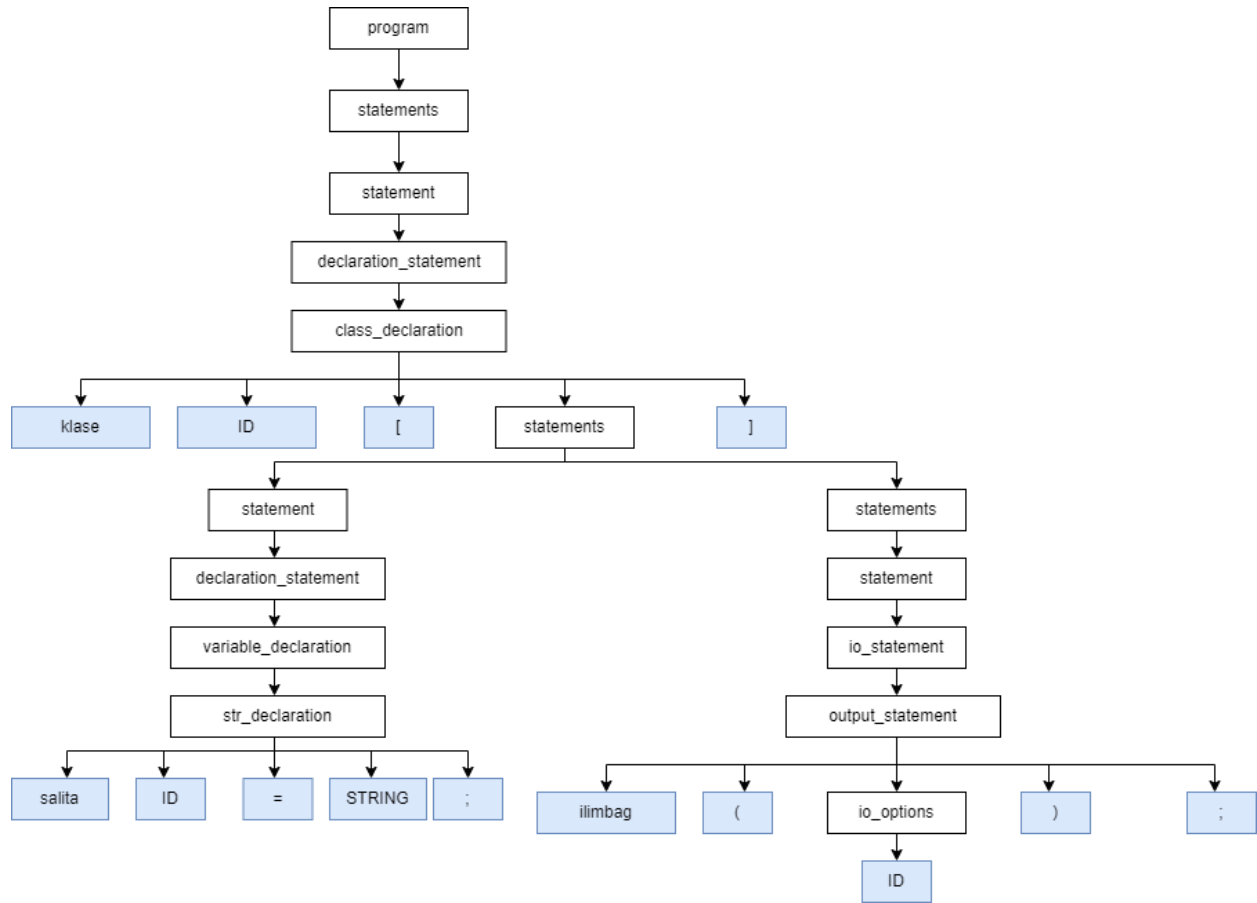 program
statements
statement
declaration_statement
class_declaration
klase ID [ statements ]
statement statements
declaration_statement statement
variable_declaration io_statement
str_declaration output_statement
salita ID = STRING ; ilimbag ( io_options ) ;
ID